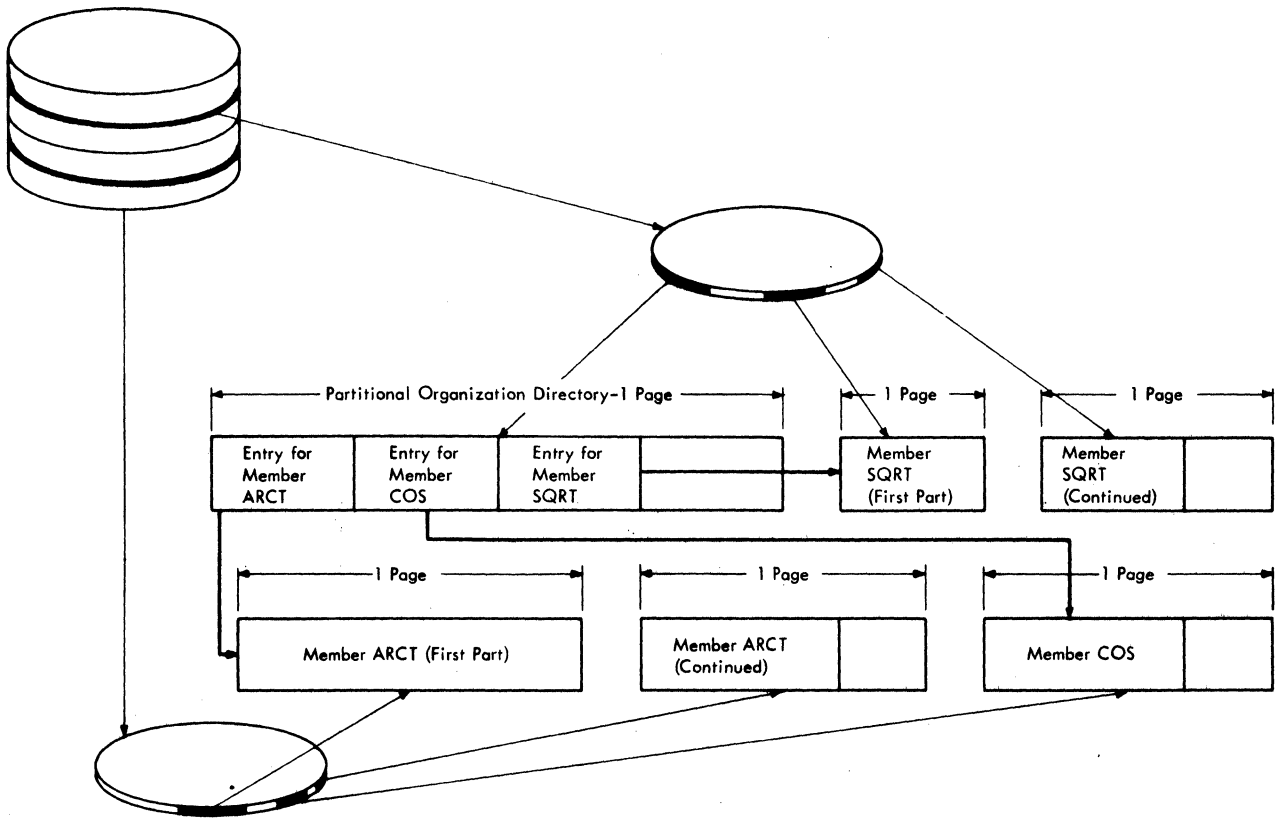 Partitional Organization Directory-1 Page
1 Page
1 Page
Entry for
Member
ARCT
Entry for
Member
COS
Entry for
Member
SQRT
Member
SQRT
(First Part)
Member
SQRT
(Continued)
1 Page
1 Page
1 Page
Member ARCT (First Part)
Member ARCT
(Continued)
Member COS